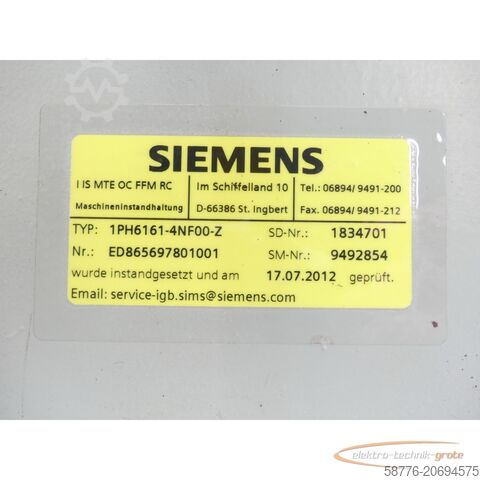 SIEMENS
I IS MTE OC FFM RC Im Schiffelland 10 Tel.: 06894/ 9491-200
Maschineninstandhaltung D-66386 St. Ingbert Fax. 06894/ 9491-212
TYP: 1PH6161-4NF00-Z SD-Nr.: 1834701
Nr.: ED865697801001 SM-Nr.: 9492854
wurde instandgesetzt und am 17.07.2012 geprüft.
Email: service-igb.sims@siemens.com
elektro-technik-grote
58776-20694575